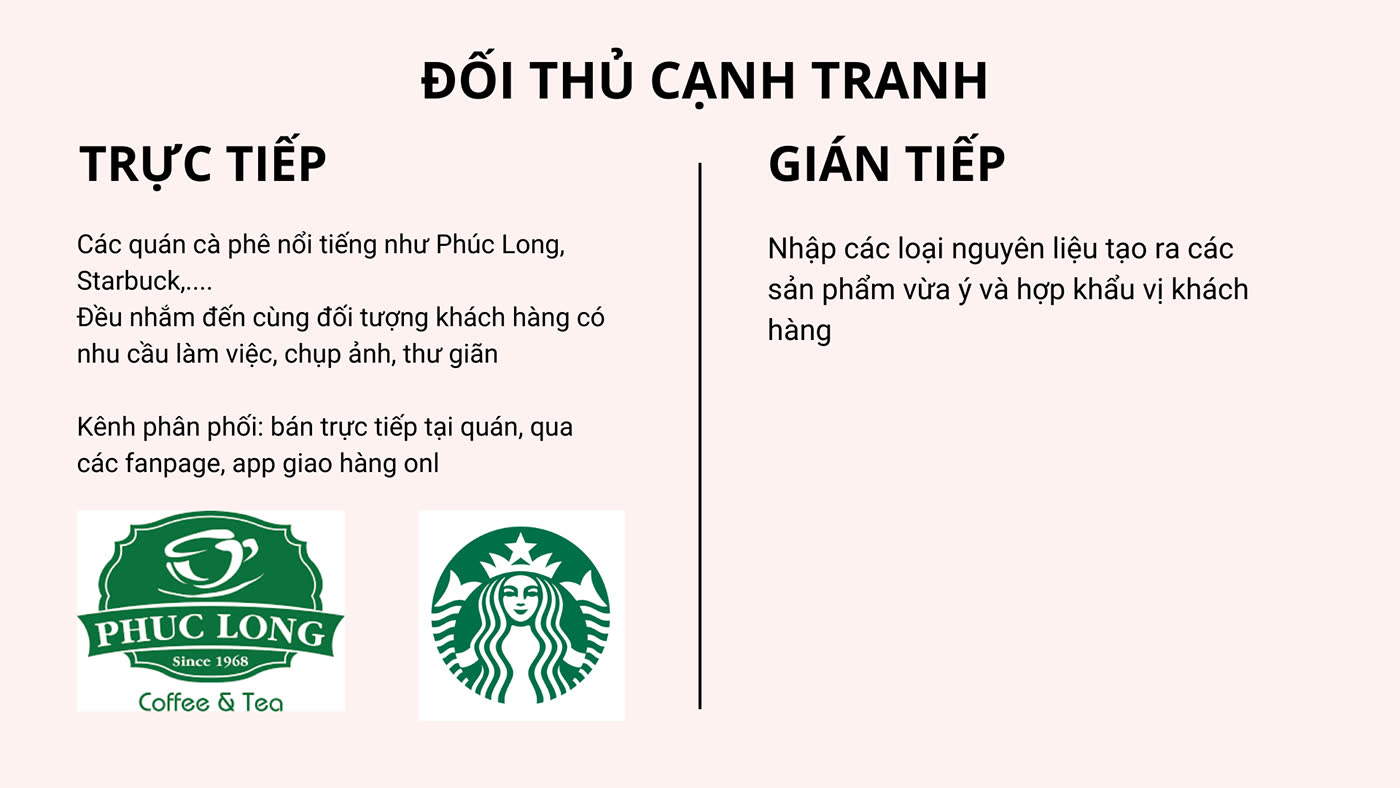 ĐỐI THỦ CẠNH TRANH
TRỰC TIẾP
Các quán cà phê nổi tiếng như Phúc Long,
Starbuck,....
Đều nhắm đến cùng đối tượng khách hàng có
nhu cầu làm việc, chụp ảnh, thư giãn
Kênh phân phối: bán trực tiếp tại quán, qua
các fanpage, app giao hàng onl
PHUC LONG
Since 1968
Coffee & Tea
GIÁN TIẾP
Nhập các loại nguyên liệu tạo ra các
sản phẩm vừa ý và hợp khẩu vị khách
hàng